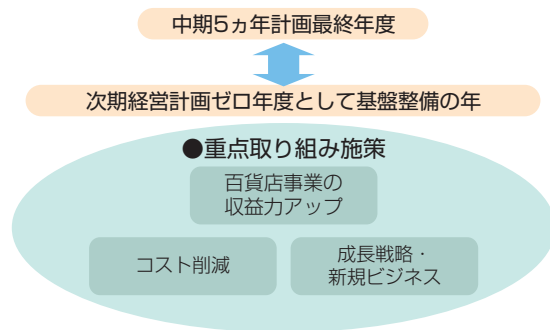 中期5ヵ年計画最終年度
次期経営計画ゼロ年度として基盤整備の年
●重点取り組み施策
百貨店事業の
収益力アップ
コスト削減
成長戦略・
新規ビジネス